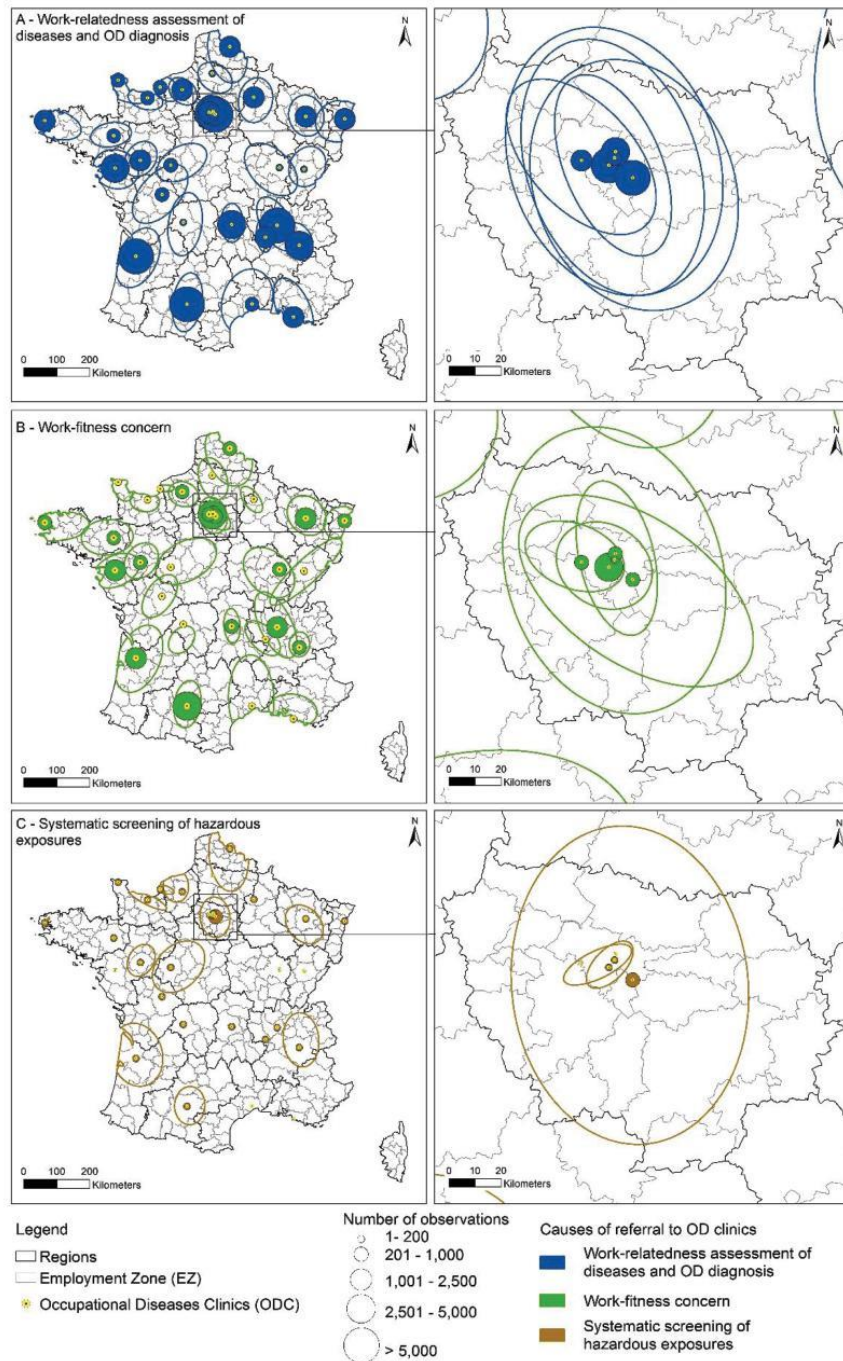 A - Work-relatedness assessment of
diseases and OD diagnosis
N
0 100 200
Kilometers
N
0 10 20
Kilometers
B - Work-fitness concern
N
0 100 200
Kilometers
N
0 10 20
Kilometers
C - Systematic screening of hazardous
exposures
N
0 100 200
Kilometers
N
0 10 20
Kilometers
Legend
Regions
Employment Zone (EZ)
Occupational Diseases Clinics (ODC)
Number of observations
1- 200
201 - 1,000
1,001 - 2,500
2,501 - 5,000
> 5,000
Causes of referral to OD clinics
Work-relatedness assessment of
diseases and OD diagnosis
Work-fitness concern
Systematic screening of
hazardous exposures